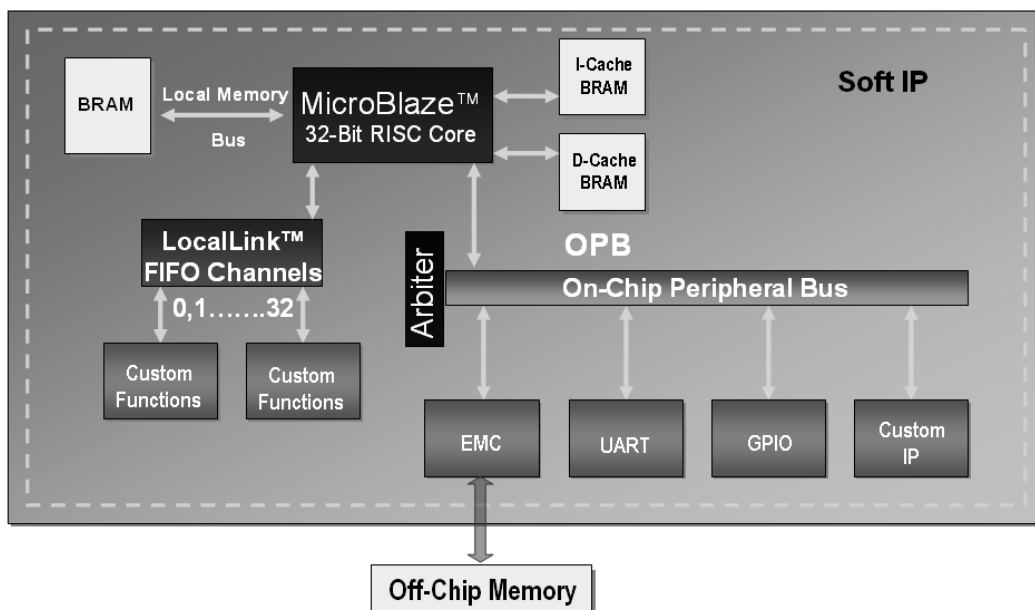 BRAM
Local Memory
Bus
MicroBlaze™
32-Bit RISC Core
I-Cache
BRAM
D-Cache
BRAM
Soft IP
LocalLink™
FIFO Channels
0,1…….32
Custom
Functions
Custom
Functions
Arbiter
OPB
On-Chip Peripheral Bus
EMC
UART
GPIO
Custom
IP
Off-Chip Memory